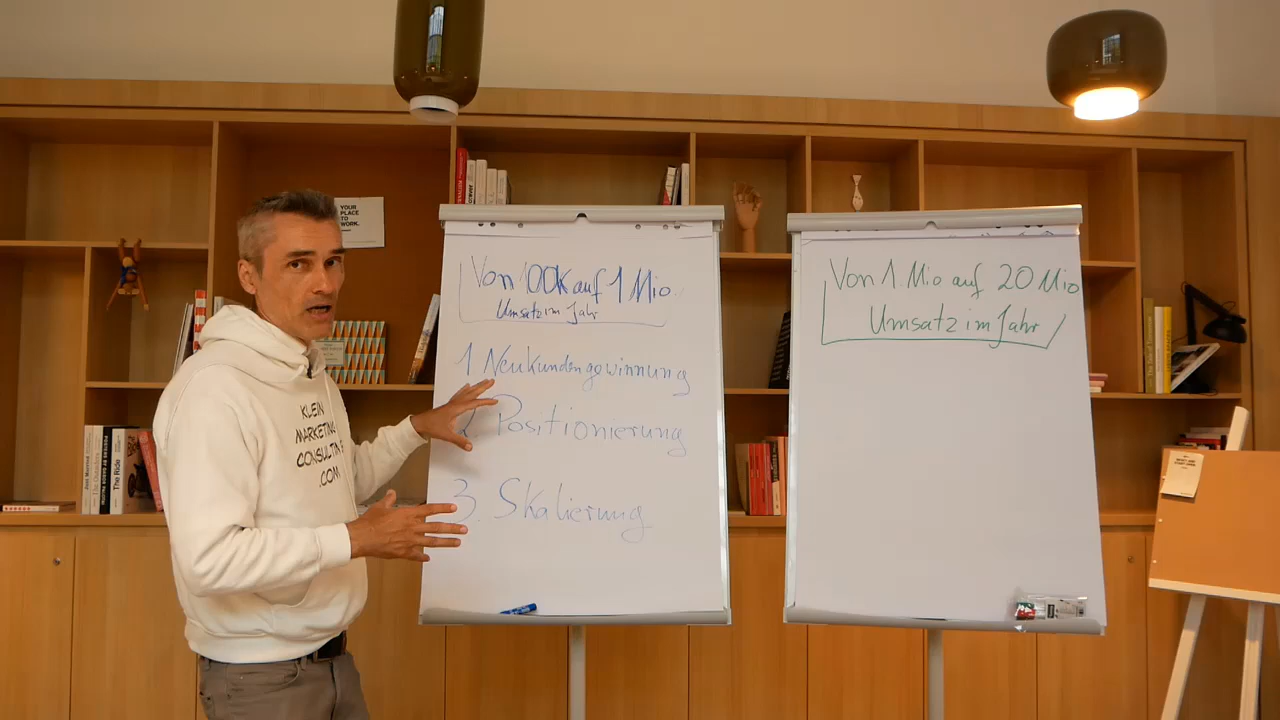 YOUR
PLACE
TO
WORK.
Von 100K auf 1 Mio.
Umsatz im Jahr
1 Neukundengewinnung
2. Positionierung
3. Skalierung
Von 1 Mio auf 20 Mio
Umsatz im Jahr
KLEIN
MARKETING
CONSULTING
.COM
The Ride